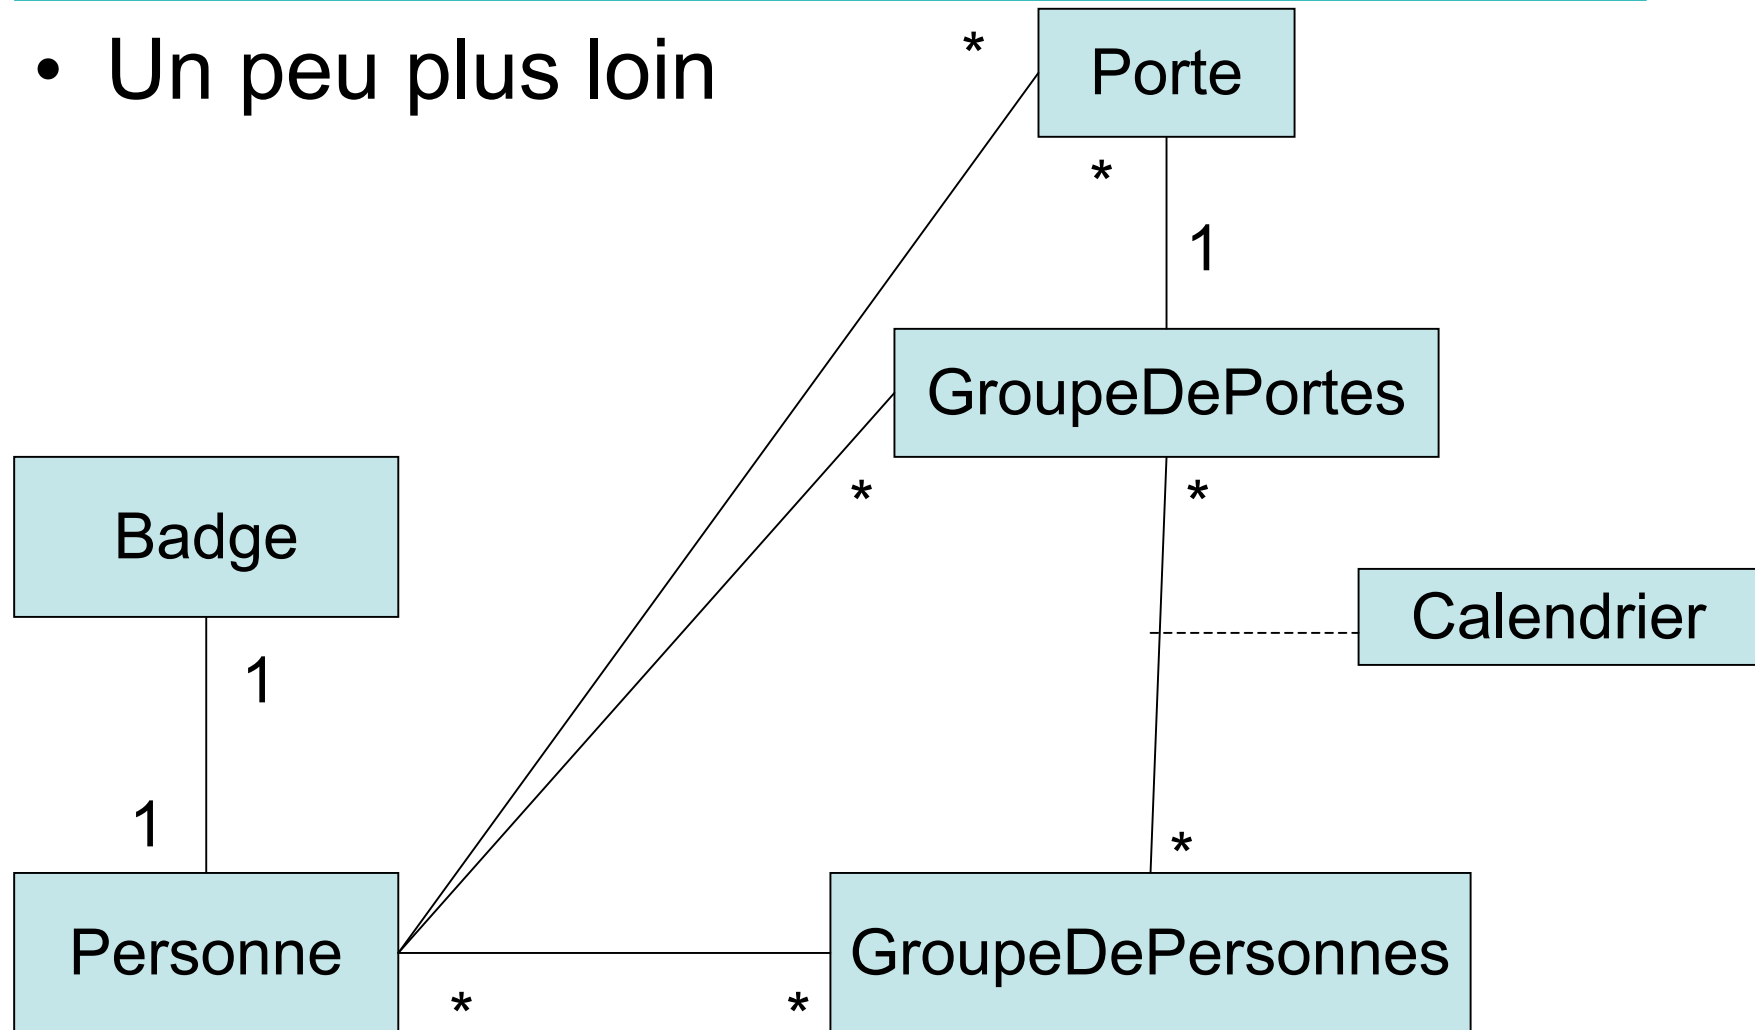 • Un peu plus loin
*
Porte
*
1
GroupeDePortes
*
*
Badge
Calendrier
1
1
*
Personne
GroupeDePersonnes
*
*